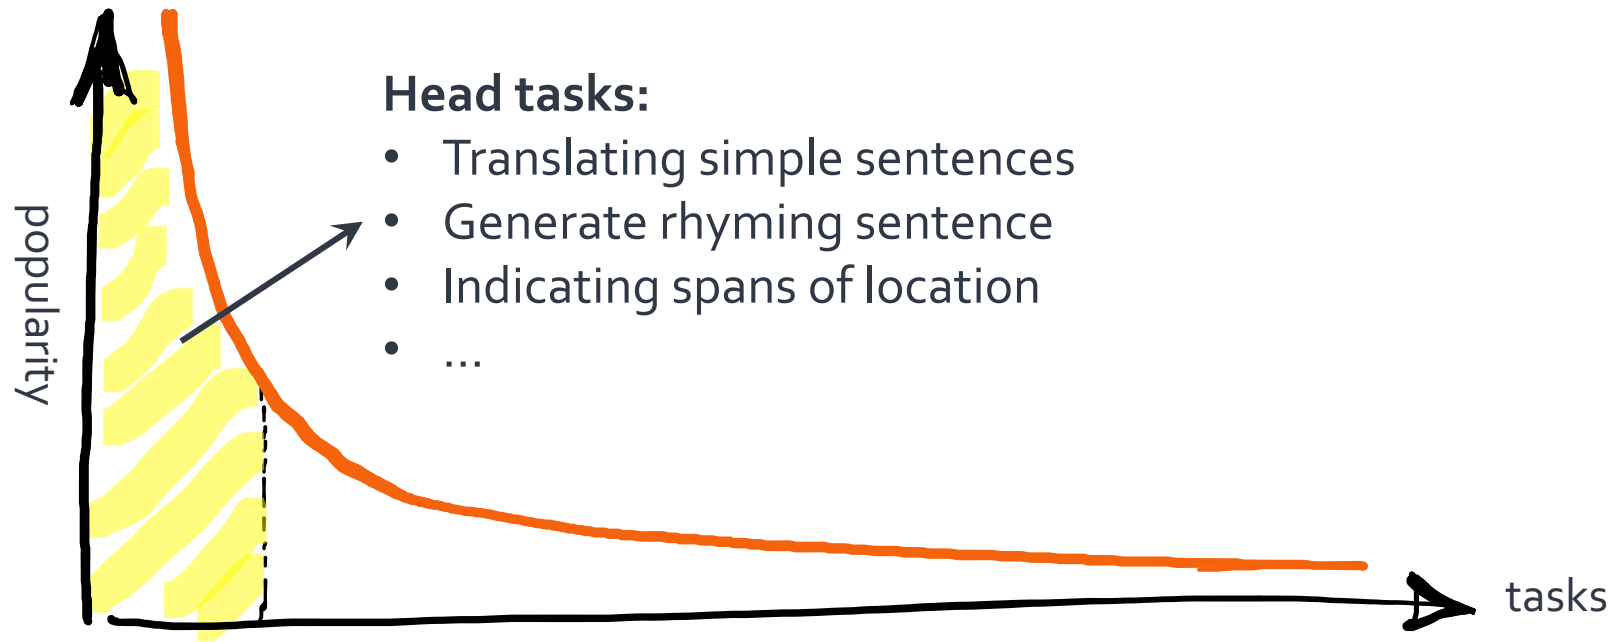 Head tasks:
• Translating simple sentences
• Generate rhyming sentence
• Indicating spans of location
• ...
popularity
tasks